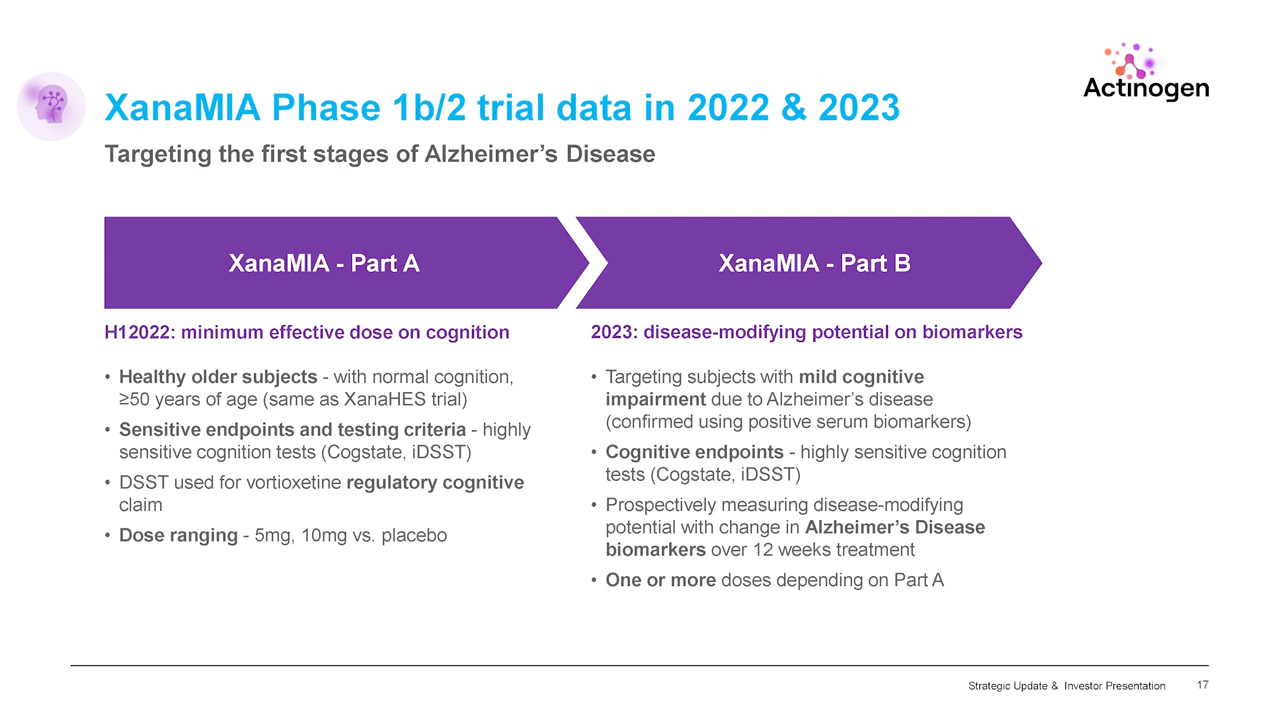 Actinogen
XanaMIA Phase 1b/2 trial data in 2022 & 2023
Targeting the first stages of Alzheimer’s Disease
XanaMIA - Part A
H12022: minimum effective dose on cognition
• Healthy older subjects - with normal cognition,
≥50 years of age (same as XanaHES trial)
• Sensitive endpoints and testing criteria - highly
sensitive cognition tests (Cogstate, iDSST)
• DSST used for vortioxetine regulatory cognitive
claim
• Dose ranging - 5mg, 10mg vs. placebo
XanaMIA - Part B
2023: disease-modifying potential on biomarkers
• Targeting subjects with mild cognitive
impairment due to Alzheimer’s disease
(confirmed using positive serum biomarkers)
• Cognitive endpoints - highly sensitive cognition
tests (Cogstate, iDSST)
• Prospectively measuring disease-modifying
potential with change in Alzheimer’s Disease
biomarkers over 12 weeks treatment
• One or more doses depending on Part A
Strategic Update & Investor Presentation 17